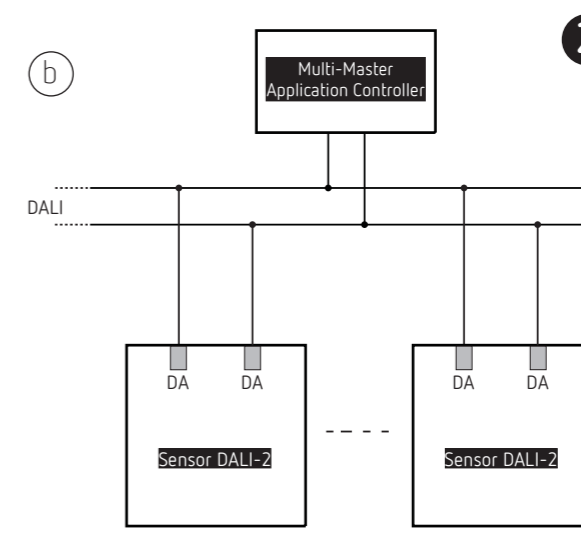 b
Multi-Master
Application Controller
DALI
DA DA DA DA
Sensor DALI-2 Sensor DALI-2